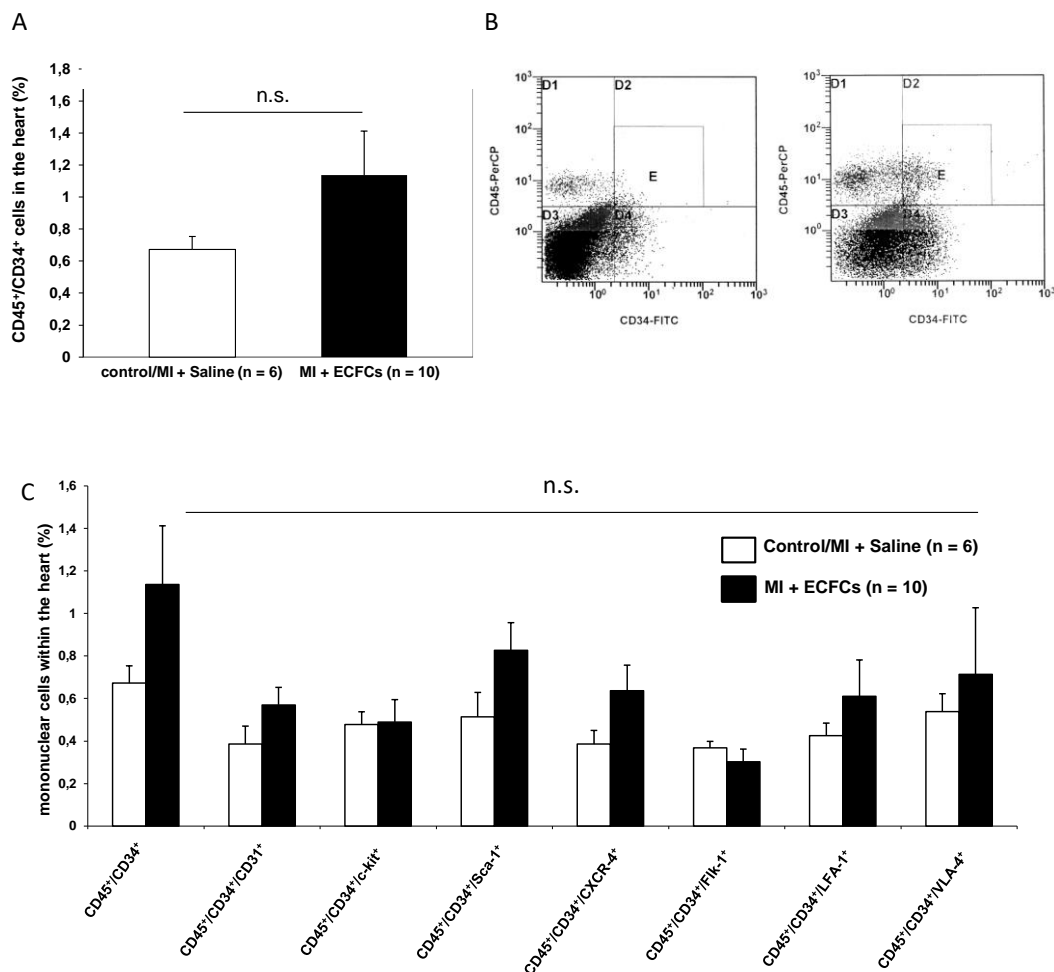 A
CD45⁺/CD34⁺ cells in the heart (%)
1,8
1,6
1,4
1,2
1
0,8
0,6
0,4
0,2
0
n.s.
control/MI + Saline (n = 6)
MI + ECFCs (n = 10)
B
CD45-PerCP
10³
10²
10¹
10⁰
D1
D2
E
D3
D4
10⁰
10¹
10²
10³
CD34-FITC
CD45-PerCP
10³
10²
10¹
10⁰
D1
D2
E
D3
D4
10⁰
10¹
10²
10³
CD34-FITC
C
mononuclear cells within the heart (%)
1,6
1,4
1,2
1
0,8
0,6
0,4
0,2
0
n.s.
Control/MI + Saline (n = 6)
MI + ECFCs (n = 10)
CD45⁺/CD34⁺
CD45⁺/CD34⁺/CD31⁺
CD45⁺/CD34⁺/c-kit⁺
CD45⁺/CD34⁺/Sca-1⁺
CD45⁺/CD34⁺/CXCR-4⁺
CD45⁺/CD34⁺/Flk-1⁺
CD45⁺/CD34⁺/LFA-1⁺
CD45⁺/CD34⁺/VLA-4⁺